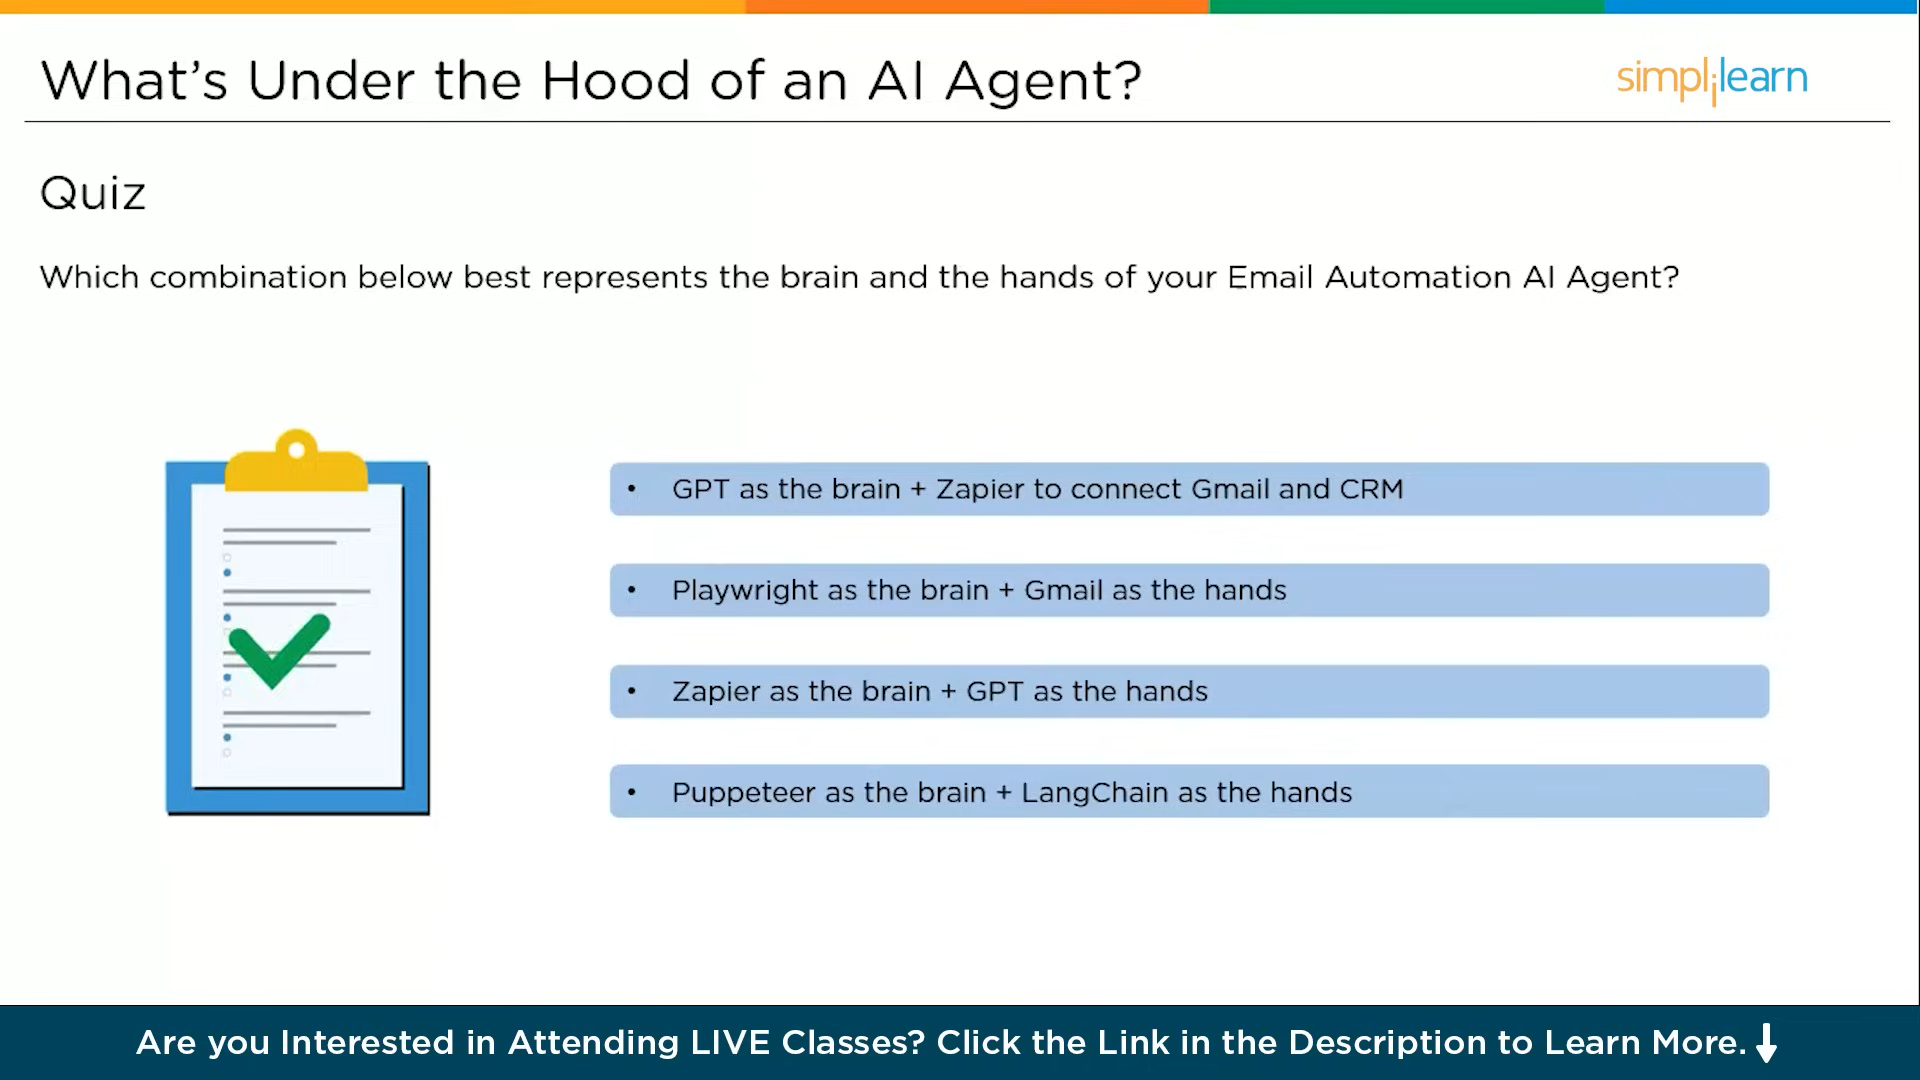 What's Under the Hood of an AI Agent?
simplilearn
Quiz
Which combination below best represents the brain and the hands of your Email Automation AI Agent?
• GPT as the brain + Zapier to connect Gmail and CRM
• Playwright as the brain + Gmail as the hands
• Zapier as the brain + GPT as the hands
• Puppeteer as the brain + LangChain as the hands
Are you Interested in Attending LIVE Classes? Click the Link in the Description to Learn More.